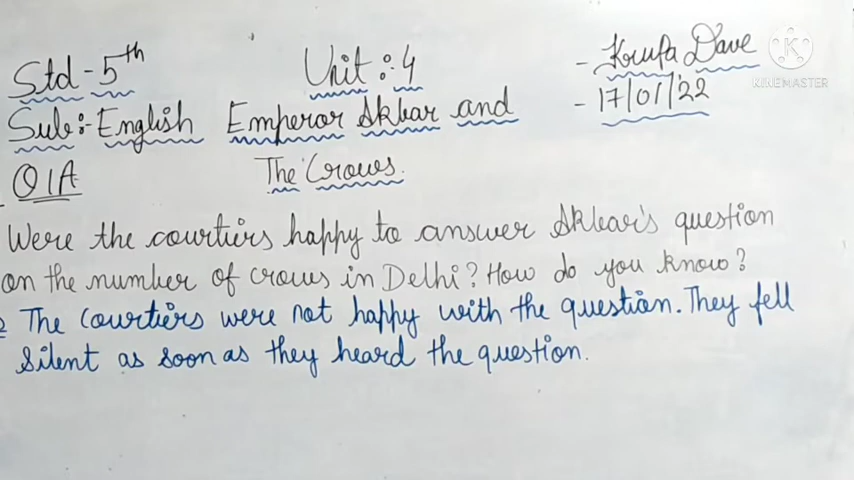 Std - 5th Unit : 4 - Krupa Dave
Sub:- English Emperor Akbar and - 17/01/22
Q1A The Crows.
Were the courtiers happy to answer Akbar's question
on the number of crows in Delhi? How do you know?
The Courtiers were not happy with the question. They fell
silent as soon as they heard the question.
KINEMASTER